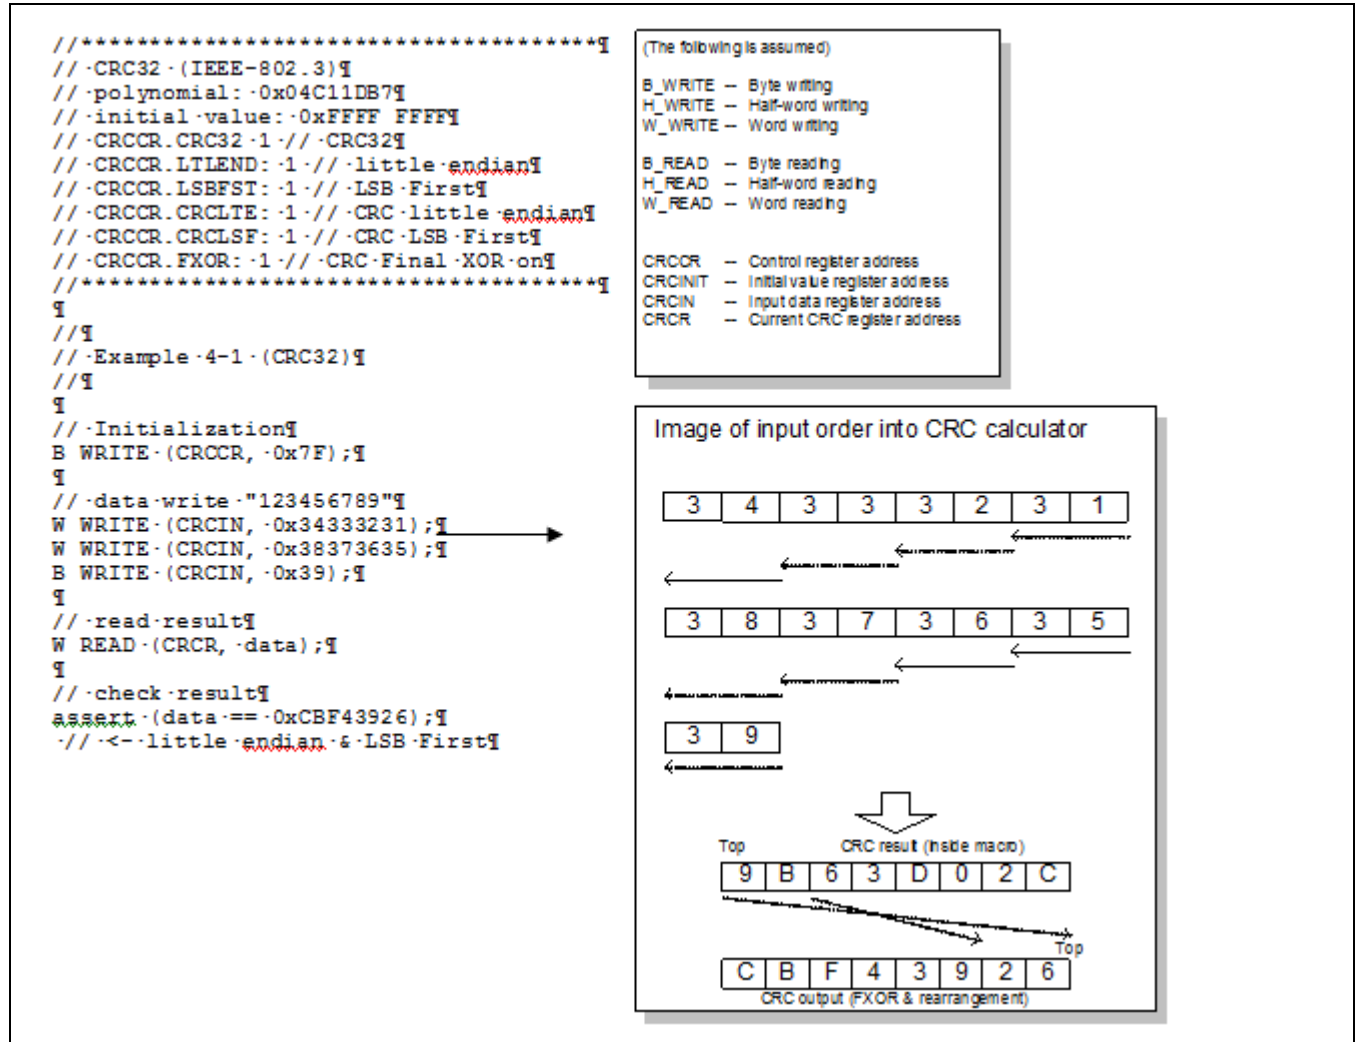 //**************************************¶
//·CRC32·(IEEE-802.3)¶
//·polynomial:·0x04C11DB7¶
//·initial·value:·0xFFFF FFFF¶
//·CRCCR.CRC32·1·//·CRC32¶
//·CRCCR.LTLEND:·1·//·little·endian¶
//·CRCCR.LSBFST:·1·//·LSB·First¶
//·CRCCR.CRCLTE:·1·//·CRC·little·endian¶
//·CRCCR.CRCLSF:·1·//·CRC·LSB·First¶
//·CRCCR.FXOR:·1·//·CRC·Final·XOR·on¶
//**************************************¶
¶
//¶
//·Example·4-1·(CRC32)¶
//¶
¶
//·Initialization¶
B WRITE·(CRCCR,·0x7F);¶
¶
//·data·write·"123456789"¶
W WRITE·(CRCIN,·0x34333231);¶
W WRITE·(CRCIN,·0x38373635);¶
B WRITE·(CRCIN,·0x39);¶
¶
//·read·result¶
W READ·(CRCR,·data);¶
¶
//·check·result¶
assert·(data·==·0xCBF43926);¶
·//·<-·little·endian·&·LSB·First¶
(The following is assumed)
B_WRITE -- Byte writing
H_WRITE -- Half-word writing
W_WRITE -- Word writing
B_READ -- Byte reading
H_READ -- Half-word reading
W_READ -- Word reading
CRCCR -- Control register address
CRCINIT -- Initial value register address
CRCIN -- Input data register address
CRCR -- Current CRC register address
Image of input order into CRC calculator
3 4 3 3 3 2 3 1
3 8 3 7 3 6 3 5
3 9
Top CRC result (inside macro)
9 B 6 3 D 0 2 C
Top
C B F 4 3 9 2 6
CRC output (FXOR & rearrangement)